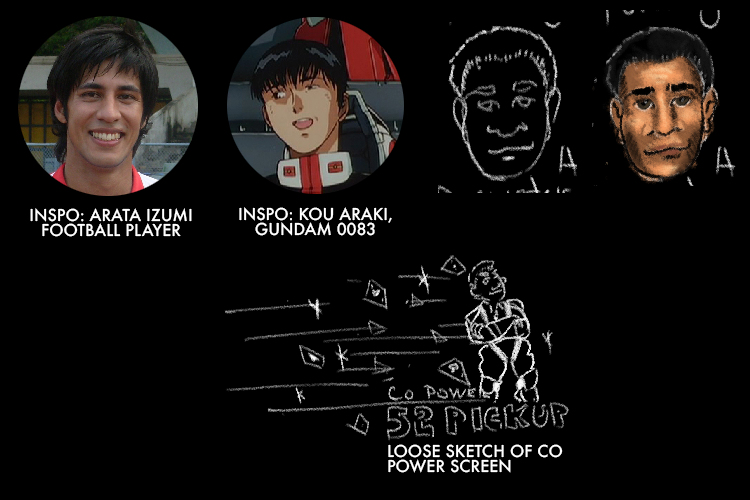 INSPO: ARATA IZUMI
FOOTBALL PLAYER
INSPO: KOU ARAKI,
GUNDAM 0083
A
A
Y
CO POWER
52 PICKUP
LOOSE SKETCH OF CO
POWER SCREEN